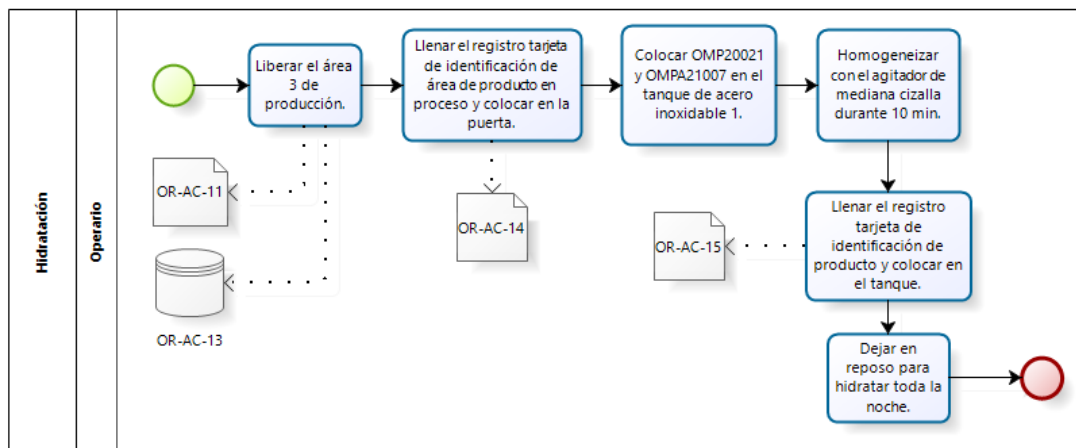 Hidratación
Operario
Liberar el área
3 de
producción.
Llenar el registro tarjeta
de identificación de
área de producto en
proceso y colocar en la
puerta.
Colocar OMP20021
y OMPA21007 en el
tanque de acero
inoxidable 1.
Homogeneizar
con el agitador de
mediana cizalla
durante 10 min.
OR-AC-11
OR-AC-13
OR-AC-14
OR-AC-15
Llenar el registro
tarjeta de
identificación de
producto y colocar en
el tanque.
Dejar en
reposo para
hidratar toda la
noche.